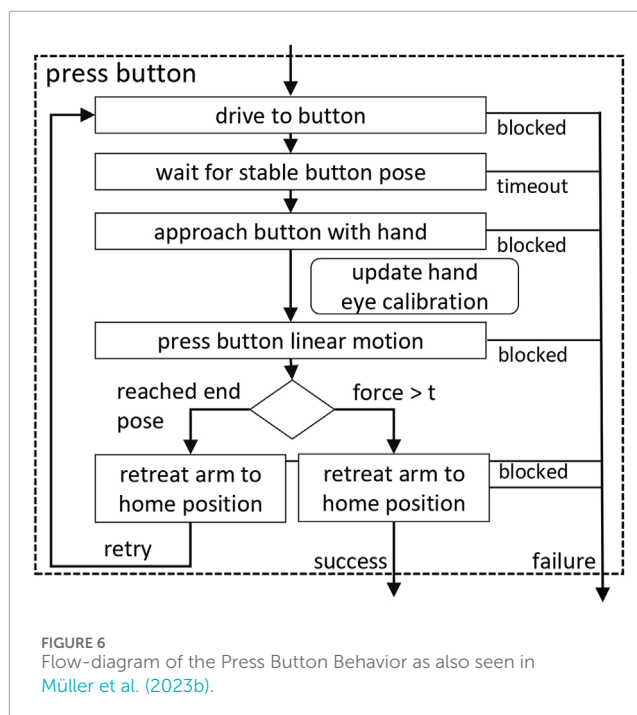 press button
drive to button
blocked
wait for stable button pose
timeout
approach button with hand
blocked
update hand
eye calibration
press button linear motion
blocked
reached end
pose
force > t
retreat arm to
home position
retreat arm to
home position
blocked
retry
success
failure
FIGURE 6
Flow-diagram of the Press Button Behavior as also seen in
Müller et al. (2023b).